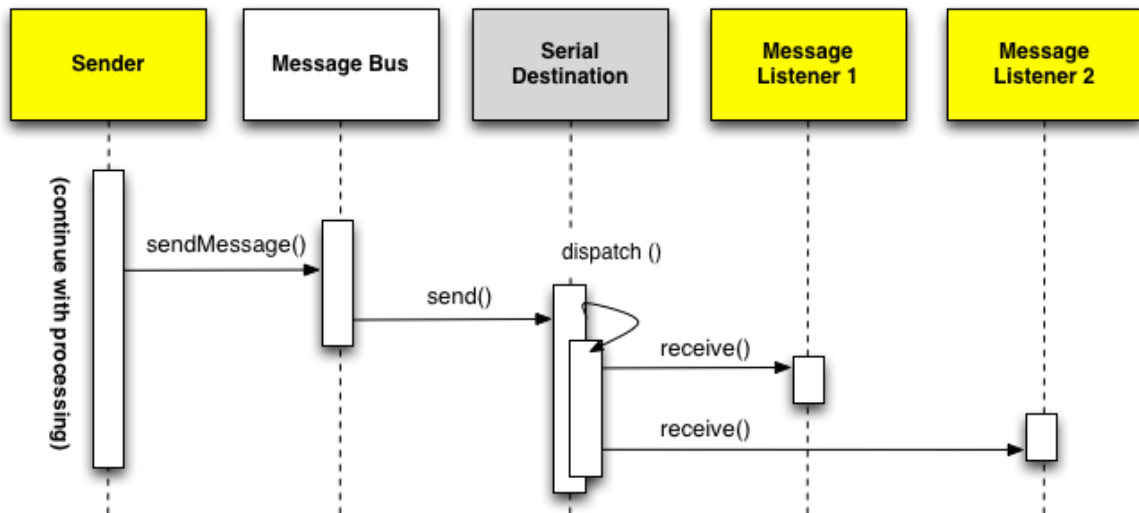 Sender
Message Bus
Serial
Destination
Message
Listener 1
Message
Listener 2
(continue with processing)
sendMessage()
dispatch ()
send()
receive()
receive()